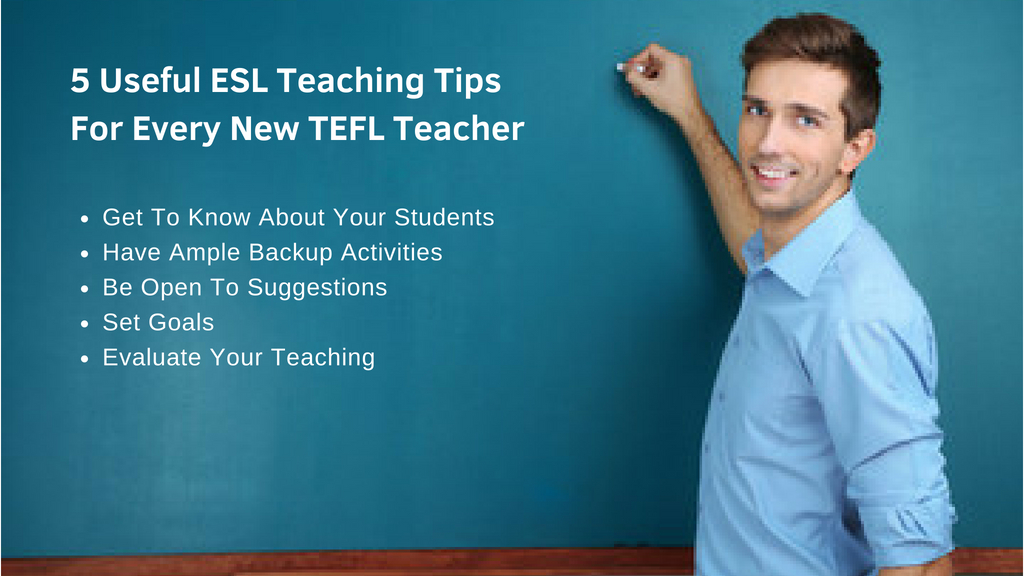 5 Useful ESL Teaching Tips
For Every New TEFL Teacher
• Get To Know About Your Students
• Have Ample Backup Activities
• Be Open To Suggestions
• Set Goals
• Evaluate Your Teaching